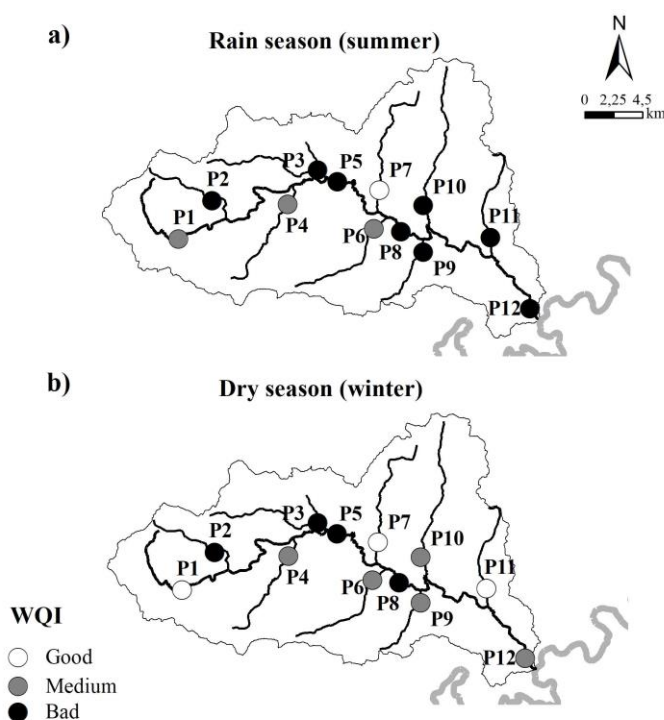 a)
Rain season (summer)
N
0 2,25 4,5
km
P3
P5
P7
P2
P10
P1
P4
P6
P8
P11
P9
P12
b)
Dry season (winter)
P3
P5
P7
P2
P10
P1
P4
P6
P8
P11
P9
P12
WQI
Good
Medium
Bad